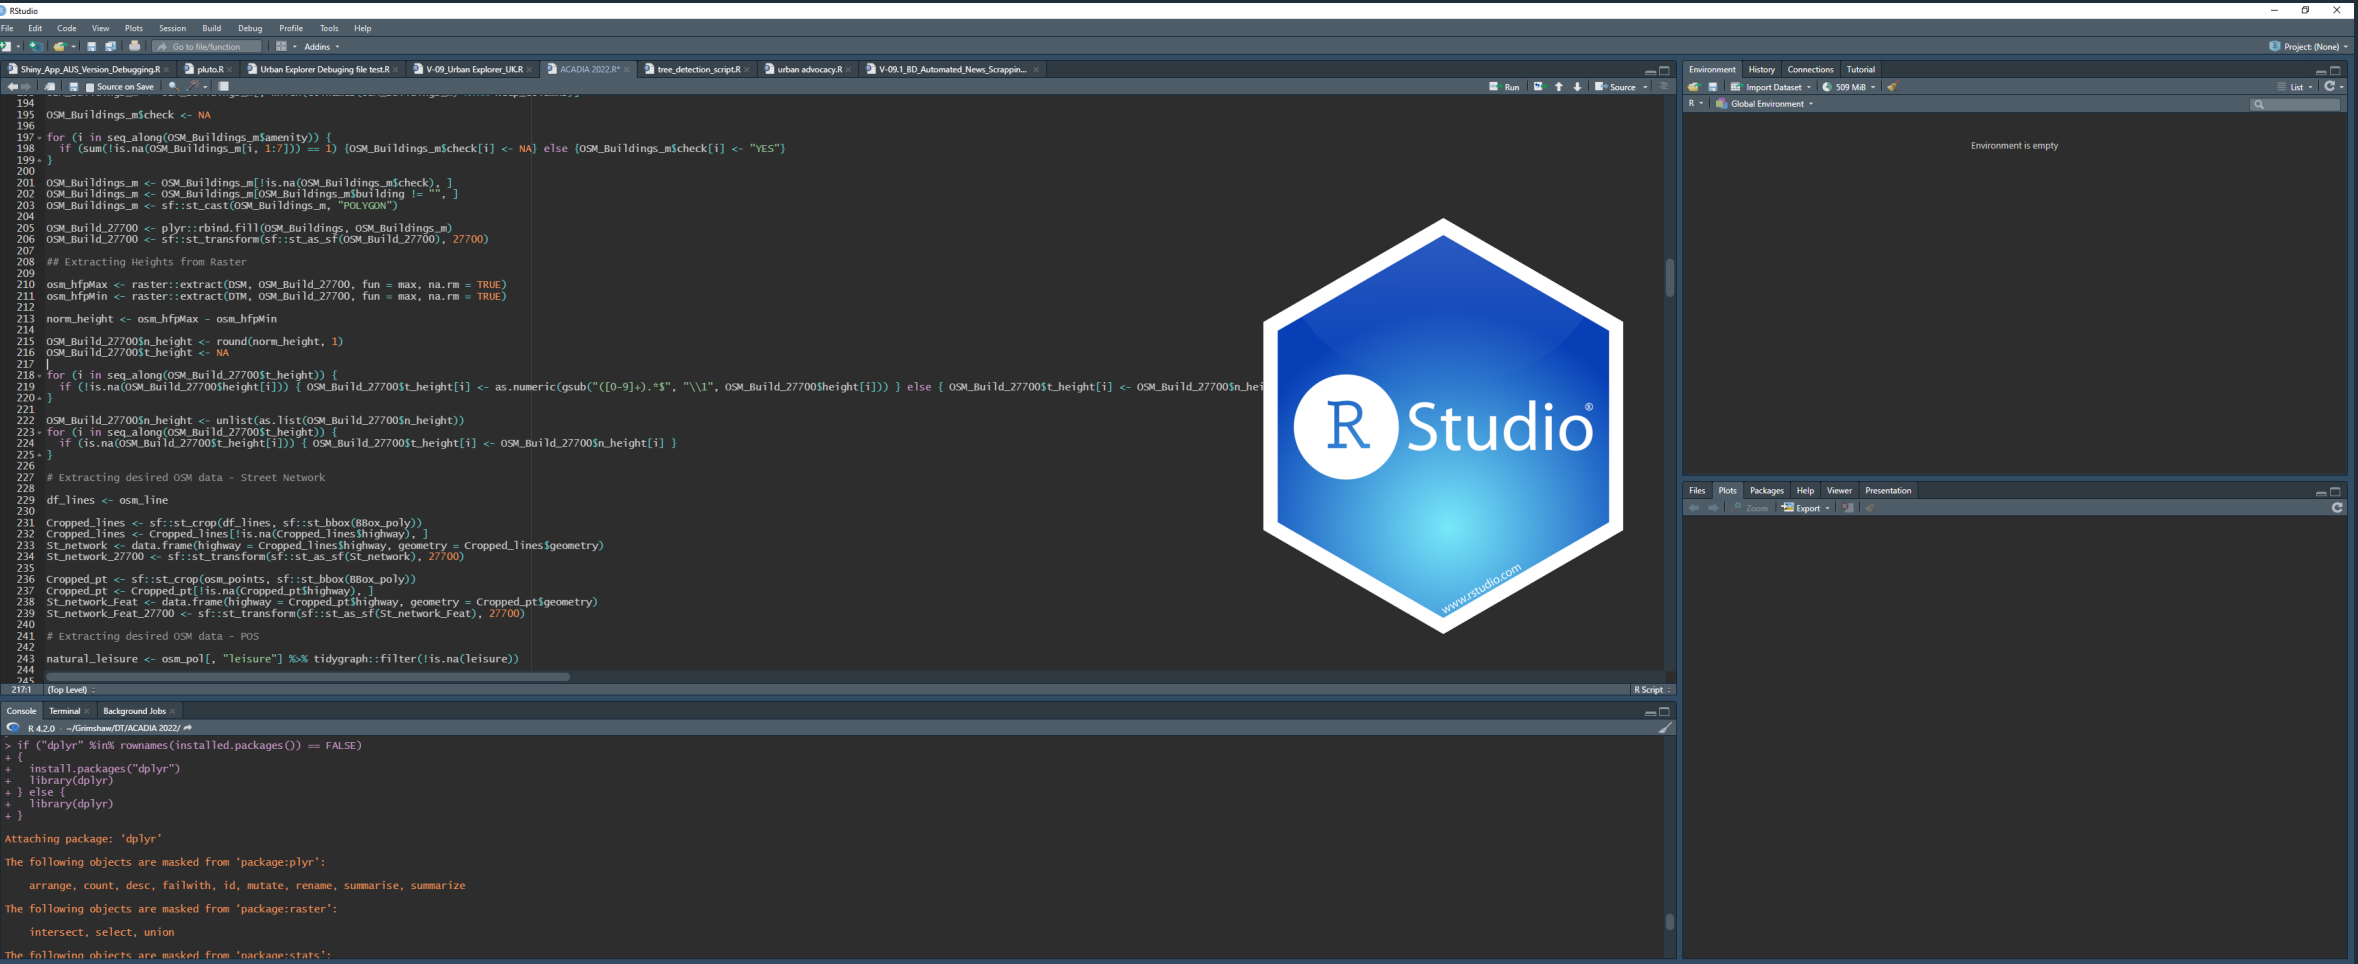 RStudio
File Edit Code View Plots Session Build Debug Profile Tools Help
Go to file/function Addins Project: (None)
Shiny_App_AUS_Version_Debugging.R pluto.R Urban Explorer Debuging file test.R V-09_Urban Explorer_UK.R ACADIA 2022.R* tree_detection_script.R urban advocacy.R V-09.1_BD_Automated_News_Scrappin...
Source on Save Run Source
194
195 OSM_Buildings_m$check <- NA
196
197 for (i in seq_along(OSM_Buildings_m$amenity)) {
198 if (sum(!is.na(OSM_Buildings_m[i, 1:7])) == 1) {OSM_Buildings_m$check[i] <- NA} else {OSM_Buildings_m$check[i] <- "YES"}
199 }
200
201 OSM_Buildings_m <- OSM_Buildings_m[!is.na(OSM_Buildings_m$check), ]
202 OSM_Buildings_m <- OSM_Buildings_m[OSM_Buildings_m$building != "", ]
203 OSM_Buildings_m <- sf::st_cast(OSM_Buildings_m, "POLYGON")
204
205 OSM_Build_27700 <- plyr::rbind.fill(OSM_Buildings, OSM_Buildings_m)
206 OSM_Build_27700 <- sf::st_transform(sf::st_as_sf(OSM_Build_27700), 27700)
207
208 ## Extracting Heights from Raster
209
210 osm_hfpMax <- raster::extract(DSM, OSM_Build_27700, fun = max, na.rm = TRUE)
211 osm_hfpMin <- raster::extract(DTM, OSM_Build_27700, fun = max, na.rm = TRUE)
212
213 norm_height <- osm_hfpMax - osm_hfpMin
214
215 OSM_Build_27700$n_height <- round(norm_height, 1)
216 OSM_Build_27700$t_height <- NA
217
218 for (i in seq_along(OSM_Build_27700$t_height)) {
219 if (!is.na(OSM_Build_27700$height[i])) { OSM_Build_27700$t_height[i] <- as.numeric(gsub("([0-9]+).*$", "\\1", OSM_Build_27700$height[i])) } else { OSM_Build_27700$t_height[i] <- OSM_Build_27700$n_hei
220 }
221
222 OSM_Build_27700$n_height <- unlist(as.list(OSM_Build_27700$n_height))
223 for (i in seq_along(OSM_Build_27700$t_height)) {
224 if (is.na(OSM_Build_27700$t_height[i])) { OSM_Build_27700$t_height[i] <- OSM_Build_27700$n_height[i] }
225 }
226
227 # Extracting desired OSM data - Street Network
228
229 df_lines <- osm_line
230
231 Cropped_lines <- sf::st_crop(df_lines, sf::st_bbox(BBox_poly))
232 Cropped_lines <- Cropped_lines[!is.na(Cropped_lines$highway), ]
233 St_network <- data.frame(highway = Cropped_lines$highway, geometry = Cropped_lines$geometry)
234 St_network_27700 <- sf::st_transform(sf::st_as_sf(St_network), 27700)
235
236 Cropped_pt <- sf::st_crop(osm_points, sf::st_bbox(BBox_poly))
237 Cropped_pt <- Cropped_pt[!is.na(Cropped_pt$highway), ]
238 St_network_Feat <- data.frame(highway = Cropped_pt$highway, geometry = Cropped_pt$geometry)
239 St_network_Feat_27700 <- sf::st_transform(sf::st_as_sf(St_network_Feat), 27700)
240
241 # Extracting desired OSM data - POS
242
243 natural_leisure <- osm_pol[, "leisure"] %>% tidygraph::filter(!is.na(leisure))
244
245
217:1 (Top Level) R Script
R Studio®
www.rstudio.com
Console Terminal Background Jobs
R 4.2.0 · ~/Grimshaw/DT/ACADIA 2022/
> if ("dplyr" %in% rownames(installed.packages()) == FALSE)
+ {
+ install.packages("dplyr")
+ library(dplyr)
+ } else {
+ library(dplyr)
+ }
Attaching package: ‘dplyr’
The following objects are masked from ‘package:plyr’:
arrange, count, desc, failwith, id, mutate, rename, summarise, summarize
The following objects are masked from ‘package:raster’:
intersect, select, union
The following objects are masked from ‘package:stats’:
Environment History Connections Tutorial
Import Dataset 509 MiB List
R Global Environment
Environment is empty
Files Plots Packages Help Viewer Presentation
Zoom Export